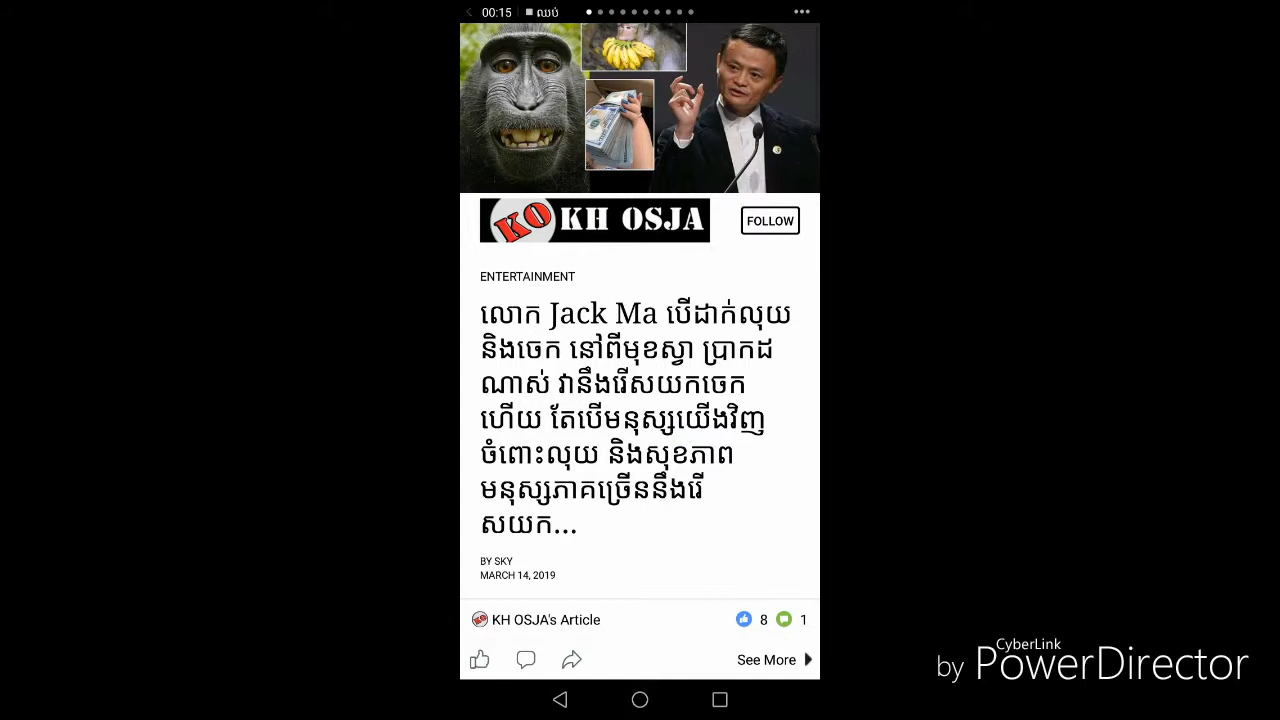 00:15 ឈប់
KO KH OSJA
FOLLOW
ENTERTAINMENT
លោក Jack Ma បើដាក់លុយ
និងចេក នៅពីមុខស្វា ប្រាកដ
ណាស់ វានឹងរើសយកចេក
ហើយ តែបើមនុស្សយើងវិញ
ចំពោះលុយ និងសុខភាព
មនុស្សភាគច្រើននឹងរើ
សយក...
BY SKY
MARCH 14, 2019
KH OSJA's Article 8 1
See More
CyberLink
by PowerDirector